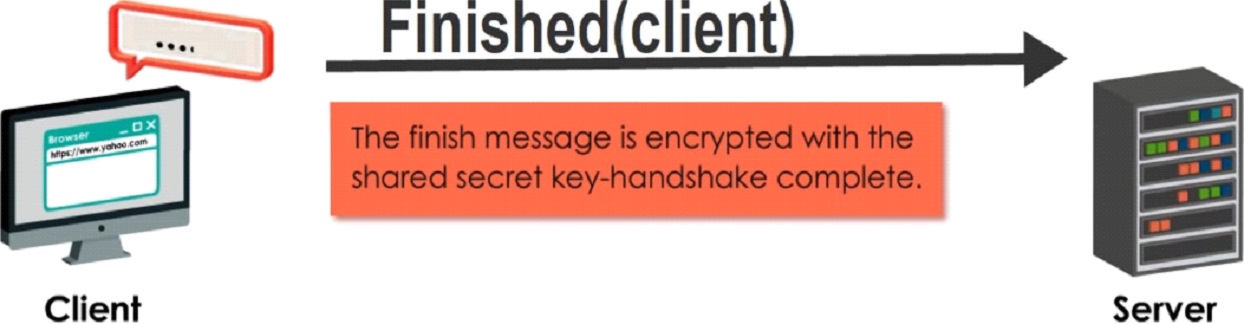 Finished(client)
Browser
https://www.yahoo.com
The finish message is encrypted with the
shared secret key-handshake complete.
Client
Server